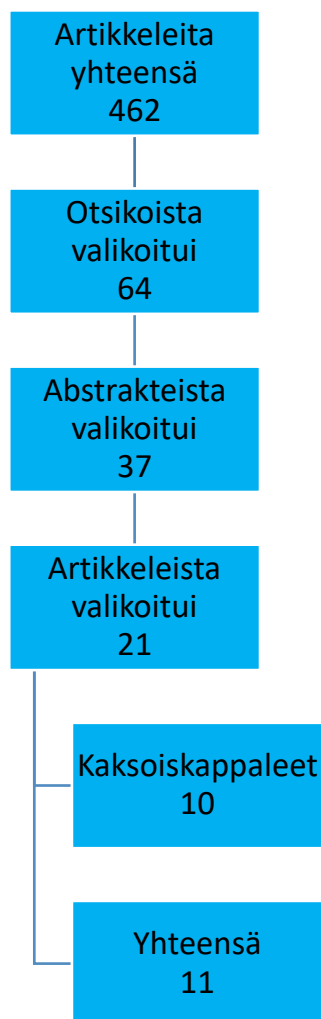 Artikkeleita
yhteensä
462
Otsikoista
valikoitui
64
Abstrakteista
valikoitui
37
Artikkeleista
valikoitui
21
Kaksoiskappaleet
10
Yhteensä
11